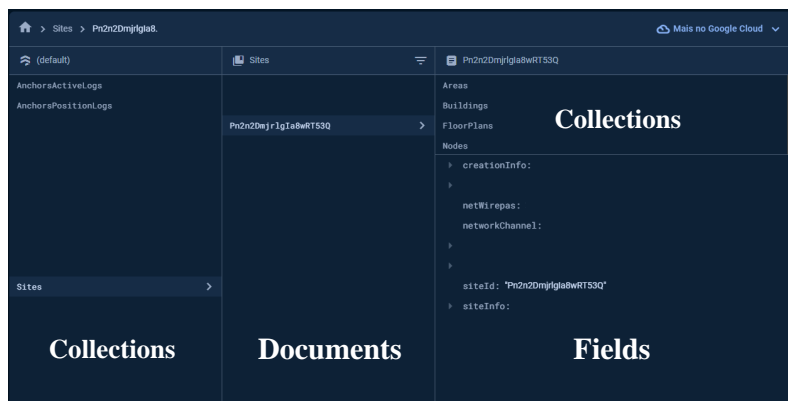 Sites > Pn2n2DmjrlgIa8.
Mais no Google Cloud
(default)
Sites
Pn2n2DmjrlgIa8wRT53Q
AnchorsActiveLogs
AnchorsPositionLogs
Sites
Collections
Pn2n2DmjrlgIa8wRT53Q
Documents
Areas
Buildings
FloorPlans
Nodes
Collections
creationInfo:
netWirepas:
networkChannel:
siteId: "Pn2n2DmjrlgIa8wRT53Q"
siteInfo:
Fields